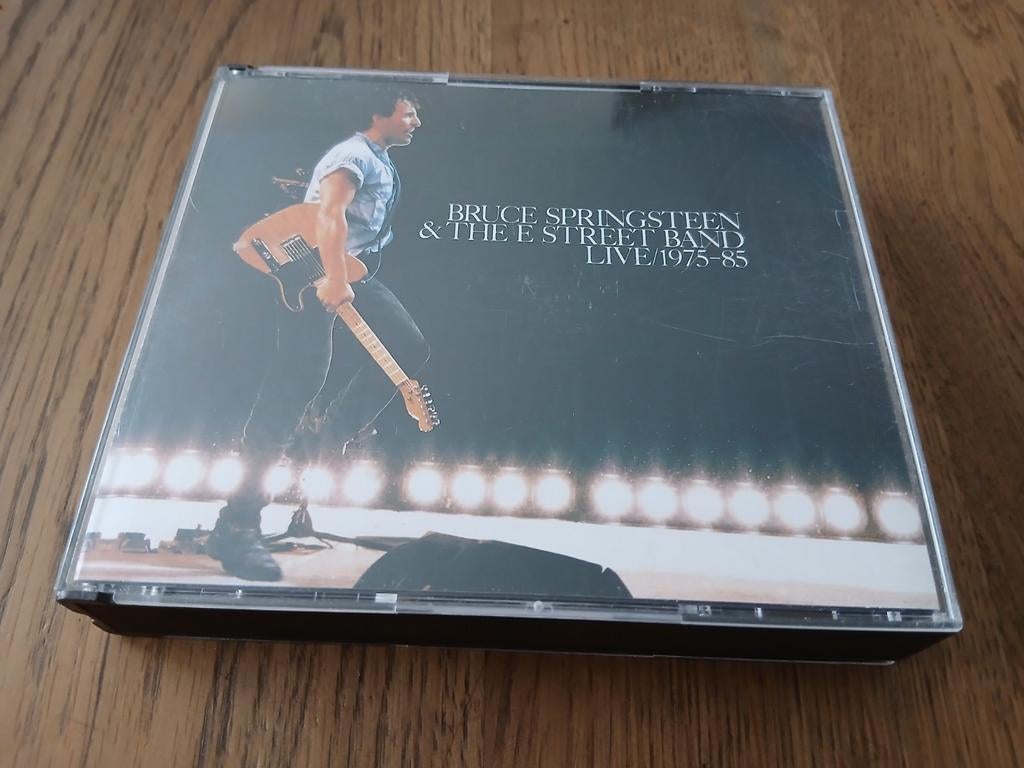 BRUCE SPRINGSTEEN
& THE E STREET BAND
LIVE/1975-85